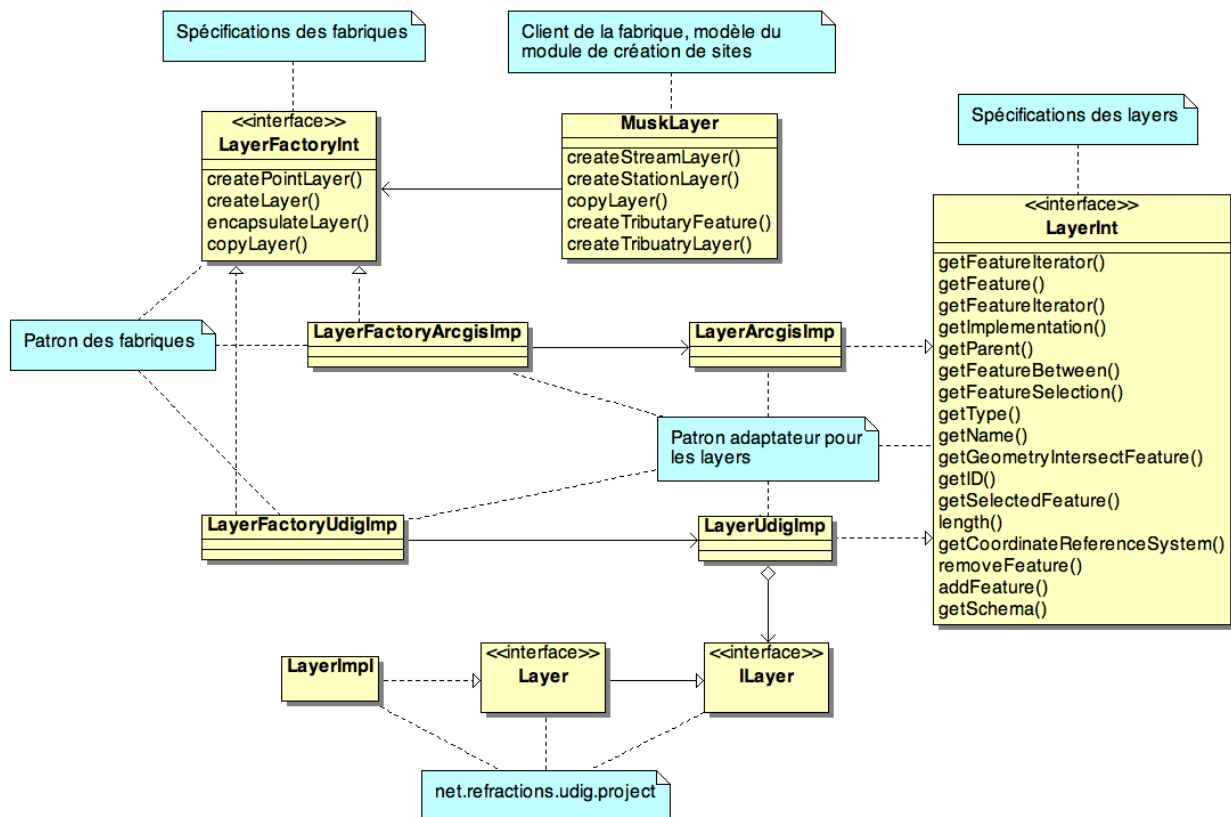 Spécifications des fabriques
Client de la fabrique, modèle du
module de création de sites
Spécifications des layers
<<interface>>
LayerFactoryInt
createPointLayer()
createLayer()
encapsulateLayer()
copyLayer()
MuskLayer
createStreamLayer()
createStationLayer()
copyLayer()
createTributaryFeature()
createTribuatryLayer()
<<interface>>
LayerInt
getFeatureIterator()
getFeature()
getFeatureIterator()
getImplementation()
getParent()
getFeatureBetween()
getFeatureSelection()
getType()
getName()
getGeometryIntersectFeature()
getID()
getSelectedFeature()
length()
getCoordinateReferenceSystem()
removeFeature()
addFeature()
getSchema()
Patron des fabriques
LayerFactoryArcgisImp
LayerArcgisImp
Patron adaptateur pour
les layers
LayerFactoryUdigImp
LayerUdigImp
LayerImpl
<<interface>>
Layer
<<interface>>
ILayer
net.refractions.udig.project